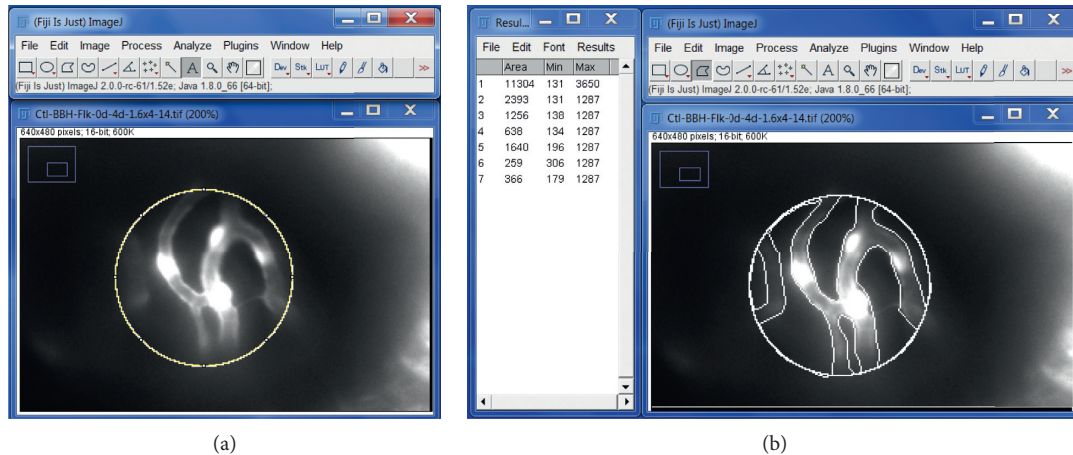 (Fiji Is Just) ImageJ
File Edit Image Process Analyze Plugins Window Help
A Dev Stk LUT >>
(Fiji Is Just) ImageJ 2.0.0-rc-61/1.52e; Java 1.8.0_66 [64-bit];
Ctl-BBH-Flk-0d-4d-1.6x4-14.tif (200%)
640x480 pixels; 16-bit; 600K
(a)
Resul...
File Edit Font Results
Area Min Max
1 11304 131 3650
2 2393 131 1287
3 1256 138 1287
4 638 134 1287
5 1640 196 1287
6 259 306 1287
7 366 179 1287
(Fiji Is Just) ImageJ
File Edit Image Process Analyze Plugins Window Help
A Dev Stk LUT >>
(Fiji Is Just) ImageJ 2.0.0-rc-61/1.52e; Java 1.8.0_66 [64-bit];
Ctl-BBH-Flk-0d-4d-1.6x4-14.tif (200%)
640x480 pixels; 16-bit; 600K
(b)